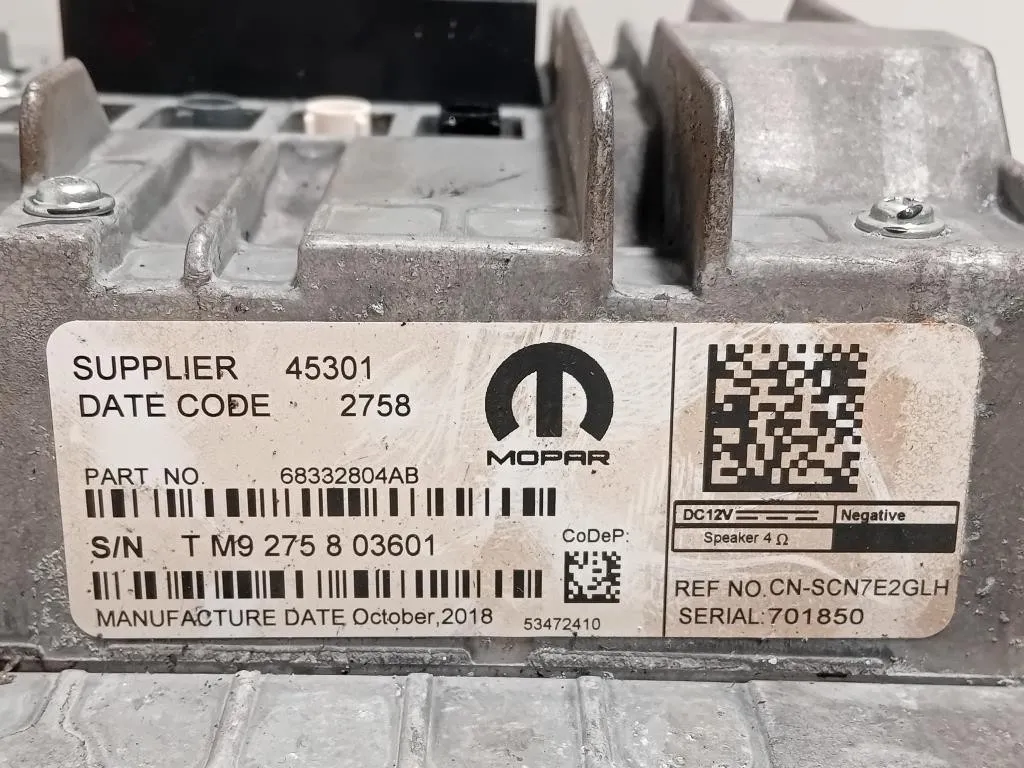 SUPPLIER 45301
DATE CODE 2758
MOPAR
PART NO. 68332804AB
S/N T M9 275 8 03601
CoDeP:
MANUFACTURE DATE October,2018
53472410
DC12V Negative
Speaker 4 Ω
REF NO.CN-SCN7E2GLH
SERIAL:701850